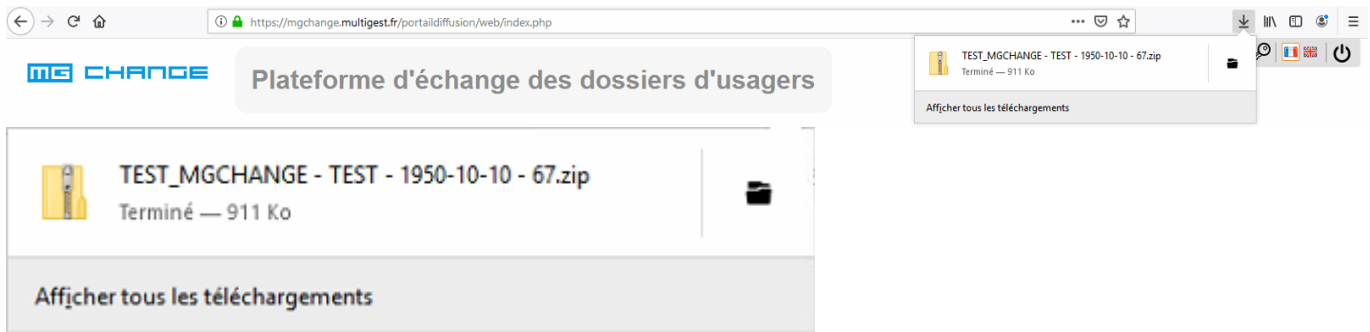 https://mgchange.multigest.fr/portaildiffusion/web/index.php
MG CHANGE
Plateforme d'échange des dossiers d'usagers
TEST_MGCHANGE - TEST - 1950-10-10 - 67.zip
Terminé — 911 Ko
Afficher tous les téléchargements
TEST_MGCHANGE - TEST - 1950-10-10 - 67.zip
Terminé — 911 Ko
Afficher tous les téléchargements